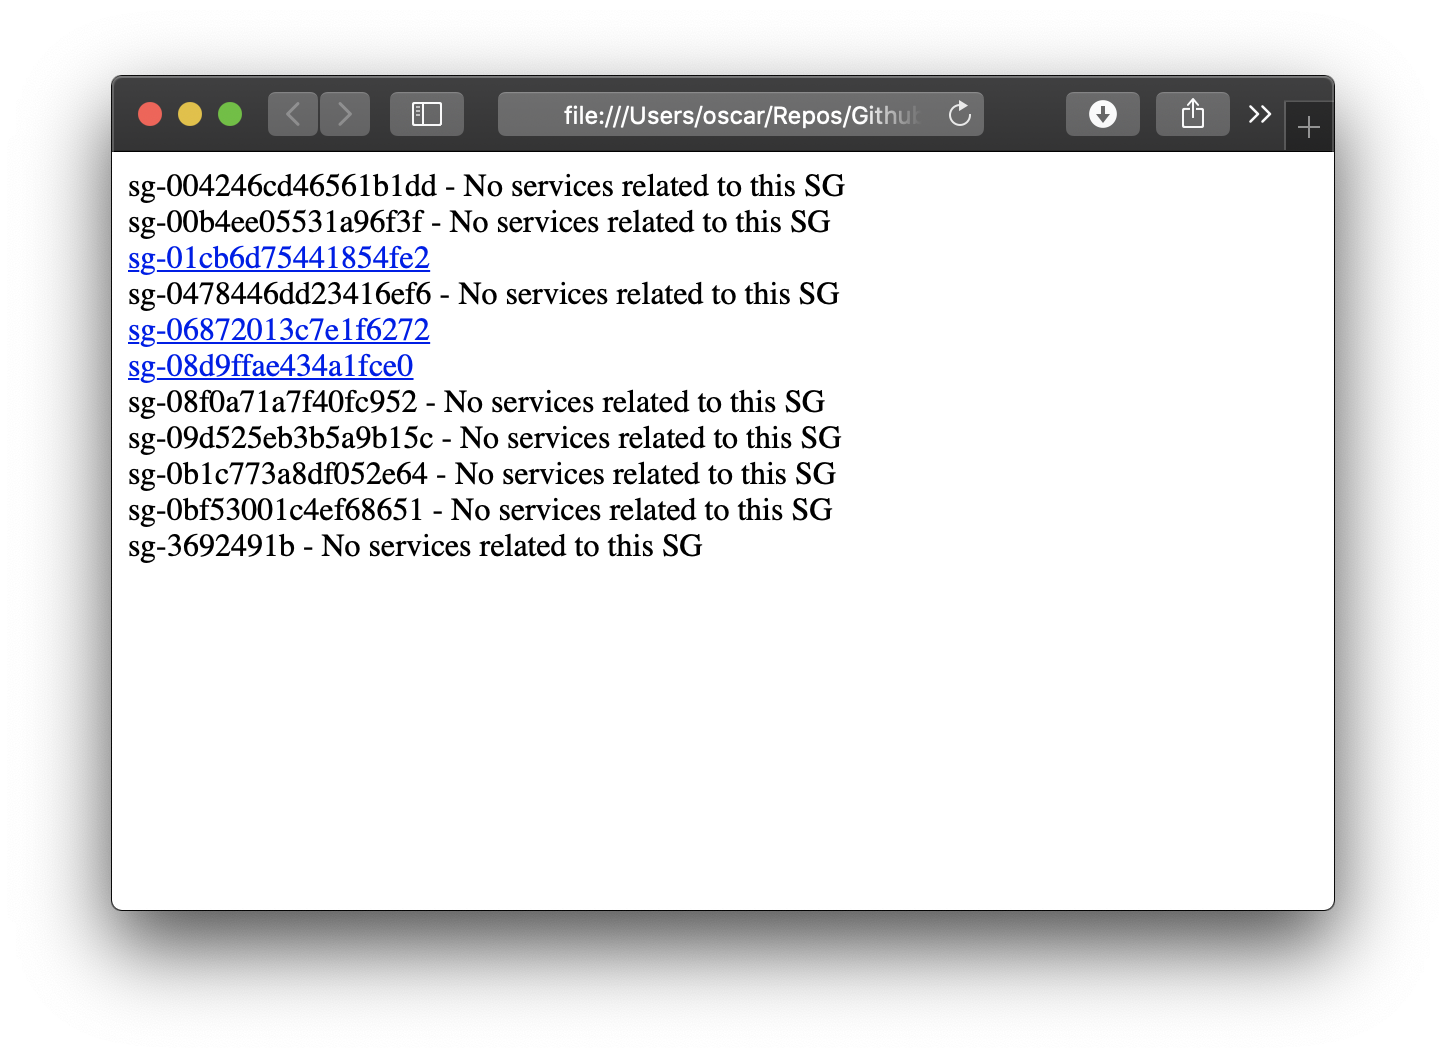 file:///Users/oscar/Repos/Github
sg-004246cd46561b1dd - No services related to this SG
sg-00b4ee05531a96f3f - No services related to this SG
sg-01cb6d75441854fe2
sg-0478446dd23416ef6 - No services related to this SG
sg-06872013c7e1f6272
sg-08d9ffae434a1fce0
sg-08f0a71a7f40fc952 - No services related to this SG
sg-09d525eb3b5a9b15c - No services related to this SG
sg-0b1c773a8df052e64 - No services related to this SG
sg-0bf53001c4ef68651 - No services related to this SG
sg-3692491b - No services related to this SG